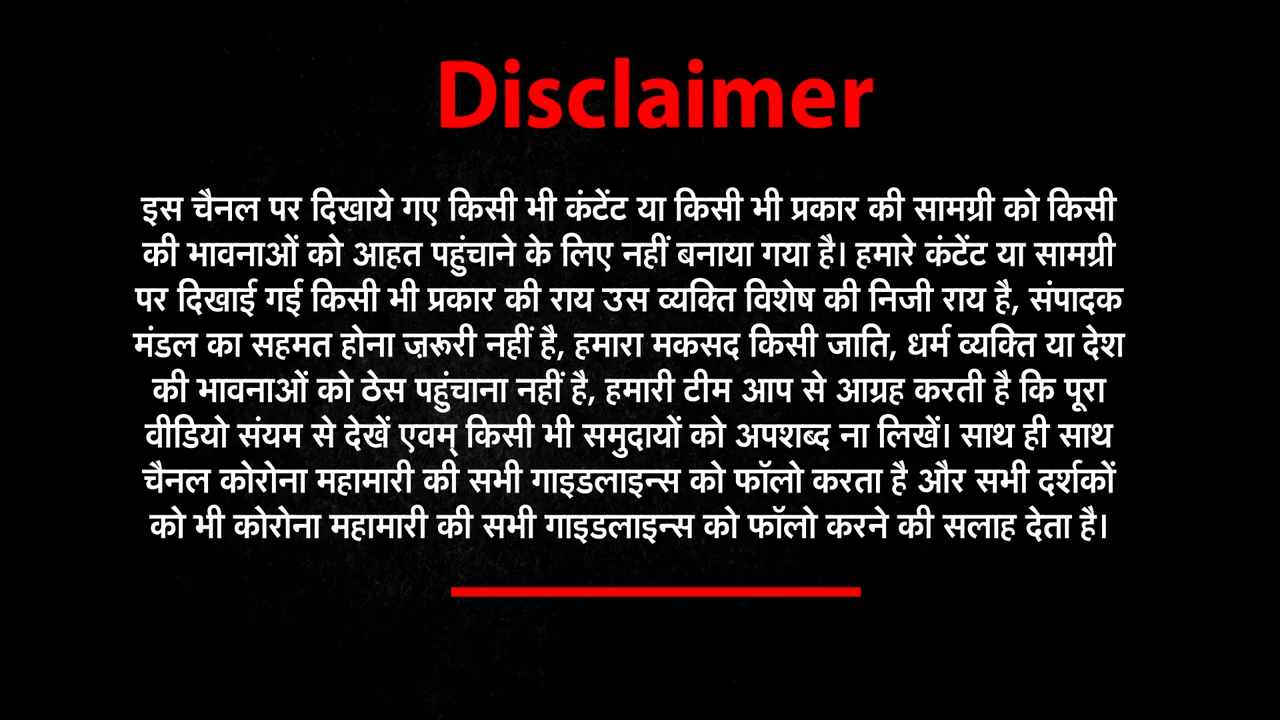 Disclaimer
इस चैनल पर दिखाये गए किसी भी कंटेंट या किसी भी प्रकार की सामग्री को किसी
की भावनाओं को आहत पहुंचाने के लिए नहीं बनाया गया है। हमारे कंटेंट या सामग्री
पर दिखाई गई किसी भी प्रकार की राय उस व्यक्ति विशेष की निजी राय है, संपादक
मंडल का सहमत होना ज़रूरी नहीं है, हमारा मकसद किसी जाति, धर्म व्यक्ति या देश
की भावनाओं को ठेस पहुंचाना नहीं है, हमारी टीम आप से आग्रह करती है कि पूरा
वीडियो संयम से देखें एवम् किसी भी समुदायों को अपशब्द ना लिखें। साथ ही साथ
चैनल कोरोना महामारी की सभी गाइडलाइन्स को फॉलो करता है और सभी दर्शकों
को भी कोरोना महामारी की सभी गाइडलाइन्स को फॉलो करने की सलाह देता है।